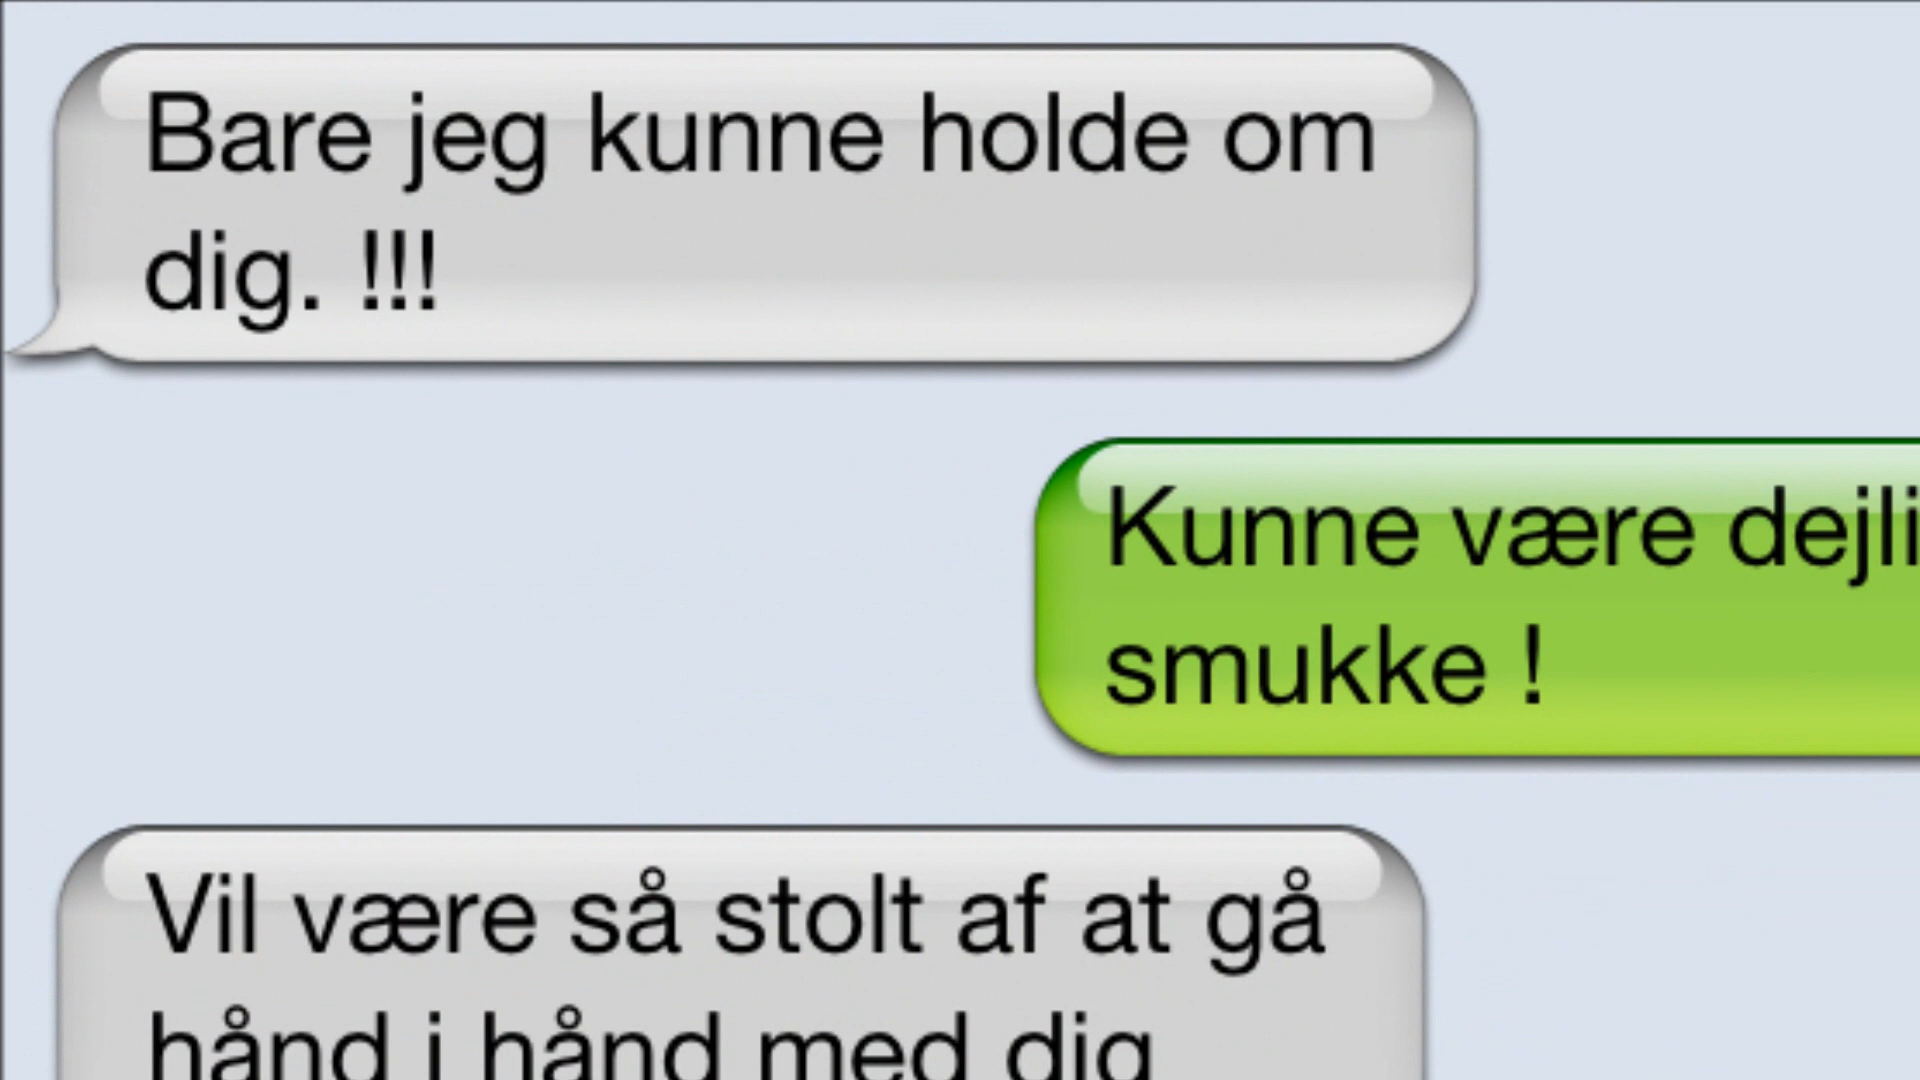 Bare jeg kunne holde om
dig. !!!
Kunne være
smukke !
Vil være så stolt af at gå
hånd i hånd med dig